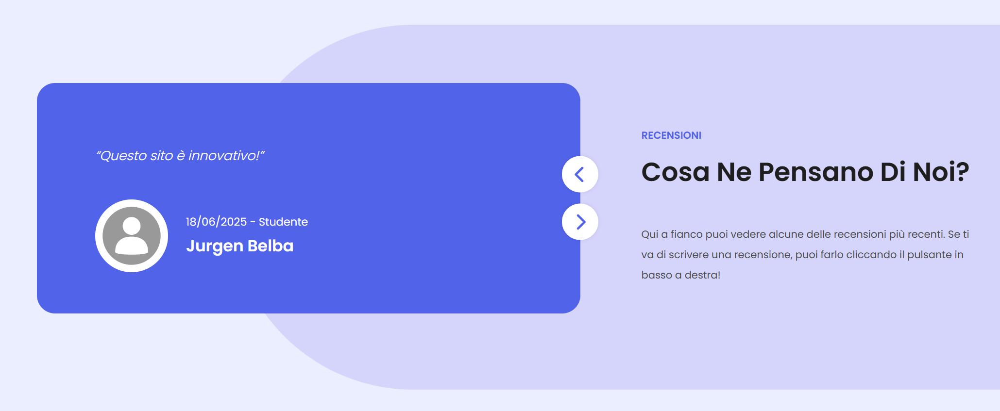 “Questo sito è innovativo!”
18/06/2025 - Studente
Jurgen Belba
RECENSIONI
Cosa Ne Pensano Di Noi?
Qui a fianco puoi vedere alcune delle recensioni più recenti. Se ti
va di scrivere una recensione, puoi farlo cliccando il pulsante in
basso a destra!